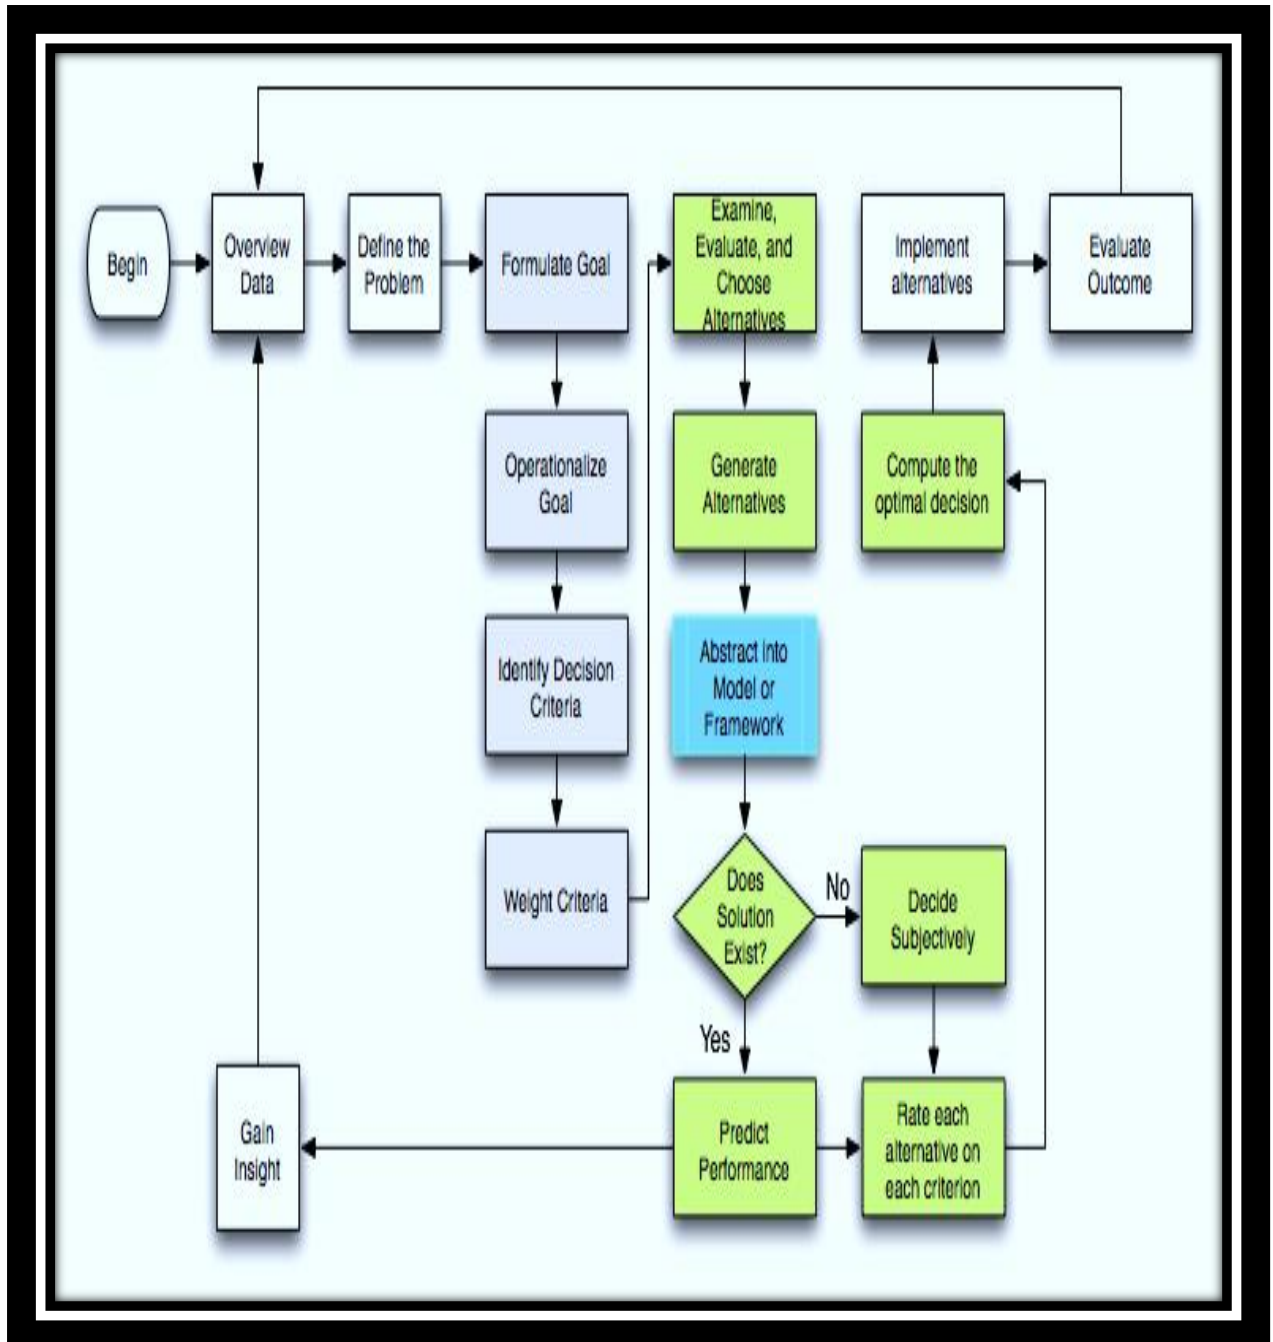 Begin
Overview
Data
Define the
Problem
Formulate Goal
Examine,
Evaluate, and
Choose
Alternatives
Implement
alternatives
Evaluate
Outcome
Operationalize
Goal
Generate
Alternatives
Compute the
optimal decision
Identify Decision
Criteria
Abstract into
Model or
Framework
Weight Criteria
Does
Solution
Exist?
No
Decide
Subjectively
Yes
Gain
Insight
Predict
Performance
Rate each
alternative on
each criterion